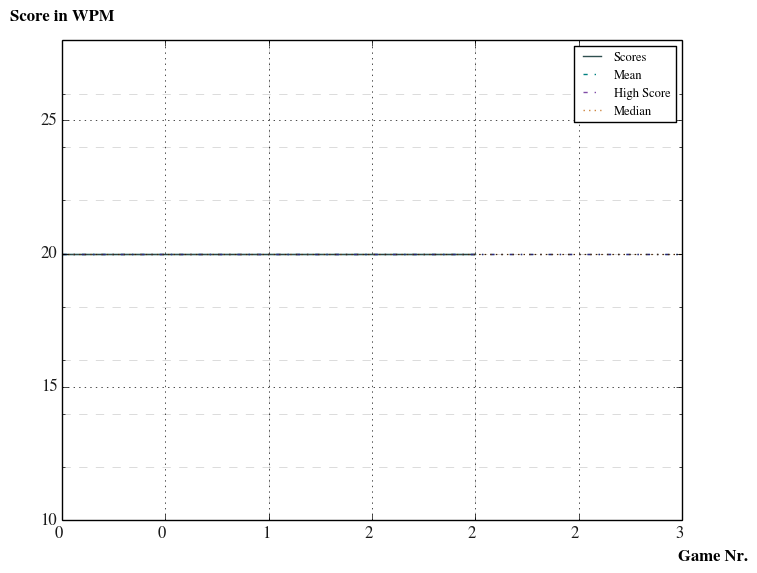 Score in WPM
Scores
Mean
High Score
Median
25
20
15
10
0 0 1 2 2 2 3
Game Nr.